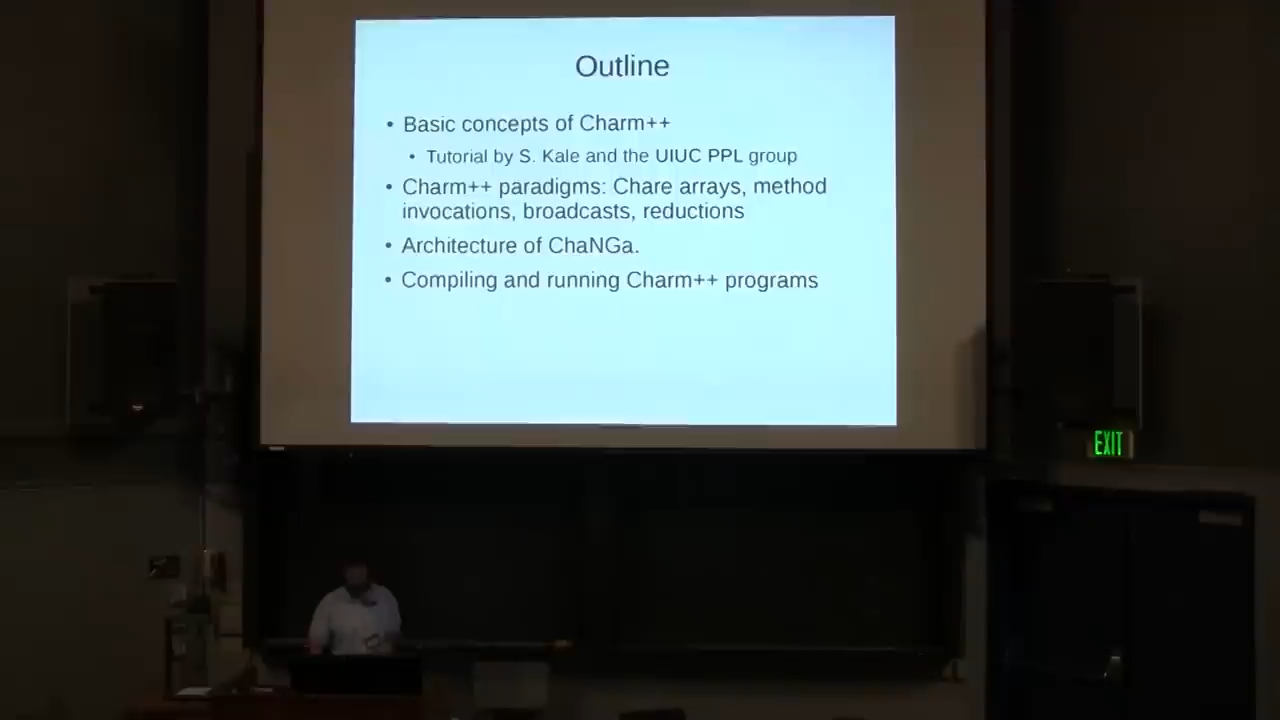 Outline
• Basic concepts of Charm++
• Tutorial by S. Kale and the UIUC PPL group
• Charm++ paradigms: Chare arrays, method
invocations, broadcasts, reductions
• Architecture of ChaNGa.
• Compiling and running Charm++ programs
EXIT